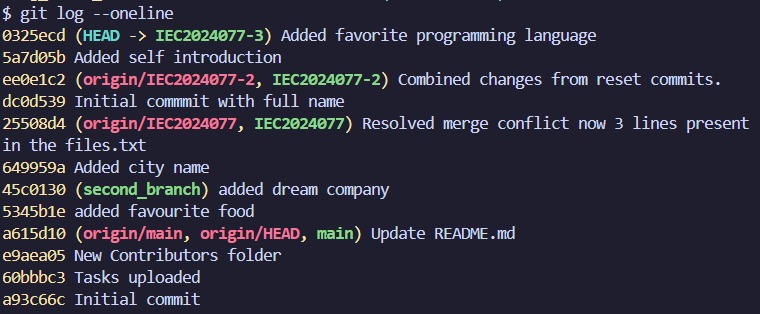 $ git log --oneline
0325ecd (HEAD -> IEC2024077-3) Added favorite programming language
5a7d05b Added self introduction
ee0e1c2 (origin/IEC2024077-2, IEC2024077-2) Combined changes from reset commits.
dc0d539 Initial commmit with full name
25508d4 (origin/IEC2024077, IEC2024077) Resolved merge conflict now 3 lines present
in the files.txt
649959a Added city name
45c0130 (second_branch) added dream company
5345b1e added favourite food
a615d10 (origin/main, origin/HEAD, main) Update README.md
e9aea05 New Contributors folder
60bbbc3 Tasks uploaded
a93c66c Initial commit